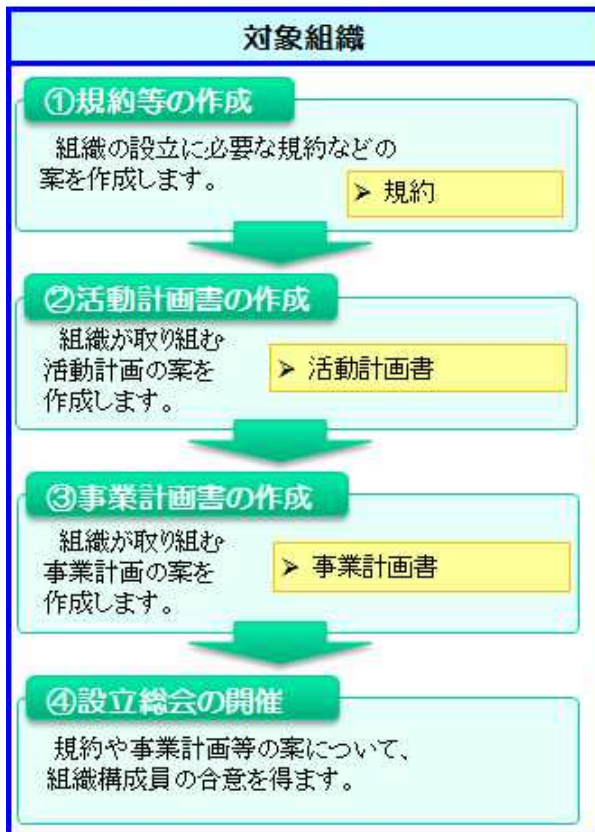 対象組織
①規約等の作成
組織の設立に必要な規約などの
案を作成します。
➢ 規約
②活動計画書の作成
組織が取り組む
活動計画の案を
作成します。
➢ 活動計画書
③事業計画書の作成
組織が取り組む
事業計画の案を
作成します。
➢ 事業計画書
④設立総会の開催
規約や事業計画等の案について、
組織構成員の合意を得ます。